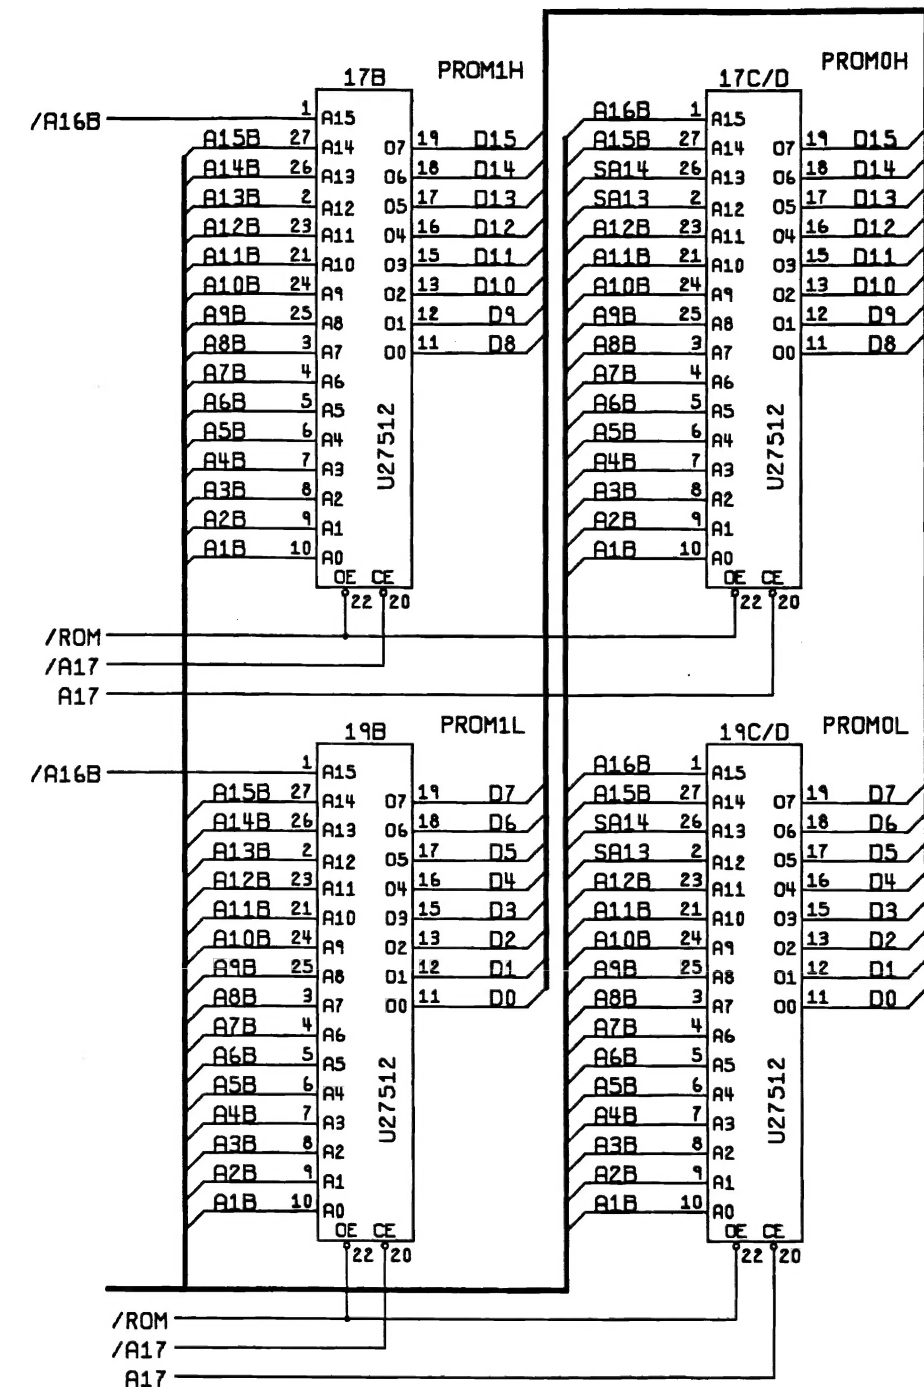 PROM1H
17B
/A16B 1 A15
A15B 27 A14 O7 19 D15
A14B 26 A13 O6 18 D14
A13B 2 A12 O5 17 D13
A12B 23 A11 O4 16 D12
A11B 21 A10 O3 15 D11
A10B 24 A9 O2 13 D10
A9B 25 A8 O1 12 D9
A8B 3 A7 O0 11 D8
A7B 4 A6
A6B 5 A5
A5B 6 A4
A4B 7 A3
A3B 8 A2
A2B 9 A1
A1B 10 A0
U27512
OE CE
22 20
PROM0H
17C/D
A16B 1 A15
A15B 27 A14 O7 19 D15
SA14 26 A13 O6 18 D14
SA13 2 A12 O5 17 D13
A12B 23 A11 O4 16 D12
A11B 21 A10 O3 15 D11
A10B 24 A9 O2 13 D10
A9B 25 A8 O1 12 D9
A8B 3 A7 O0 11 D8
A7B 4 A6
A6B 5 A5
A5B 6 A4
A4B 7 A3
A3B 8 A2
A2B 9 A1
A1B 10 A0
U27512
OE CE
22 20
/ROM
/A17
A17
PROM1L
19B
/A16B 1 A15
A15B 27 A14 O7 19 D7
A14B 26 A13 O6 18 D6
A13B 2 A12 O5 17 D5
A12B 23 A11 O4 16 D4
A11B 21 A10 O3 15 D3
A10B 24 A9 O2 13 D2
A9B 25 A8 O1 12 D1
A8B 3 A7 O0 11 D0
A7B 4 A6
A6B 5 A5
A5B 6 A4
A4B 7 A3
A3B 8 A2
A2B 9 A1
A1B 10 A0
U27512
OE CE
22 20
PROM0L
19C/D
A16B 1 A15
A15B 27 A14 O7 19 D7
SA14 26 A13 O6 18 D6
SA13 2 A12 O5 17 D5
A12B 23 A11 O4 16 D4
A11B 21 A10 O3 15 D3
A10B 24 A9 O2 13 D2
A9B 25 A8 O1 12 D1
A8B 3 A7 O0 11 D0
A7B 4 A6
A6B 5 A5
A5B 6 A4
A4B 7 A3
A3B 8 A2
A2B 9 A1
A1B 10 A0
U27512
OE CE
22 20
/ROM
/A17
A17